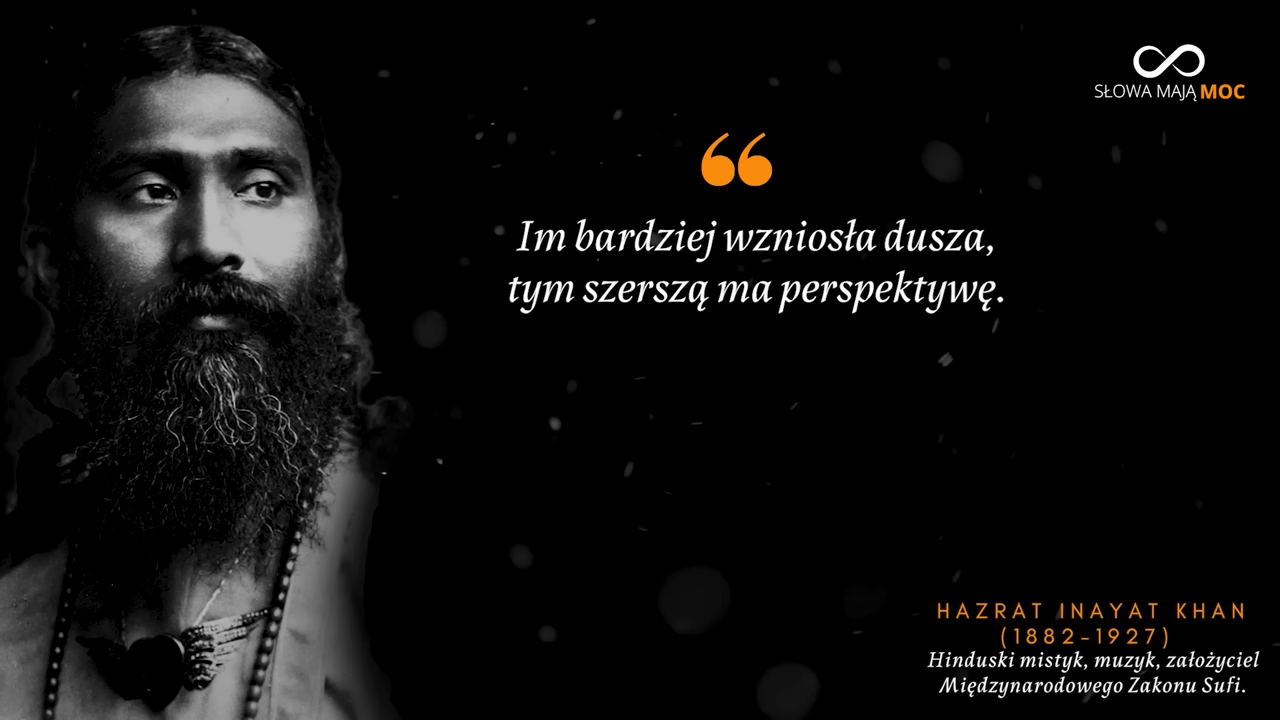 SŁOWA MAJĄ MOC
Im bardziej wzniosła dusza,
tym szerszą ma perspektywę.
HAZRAT INAYAT KHAN
(1882-1927)
Hinduski mistyk, muzyk, założyciel
Międzynarodowego Zakonu Sufi.